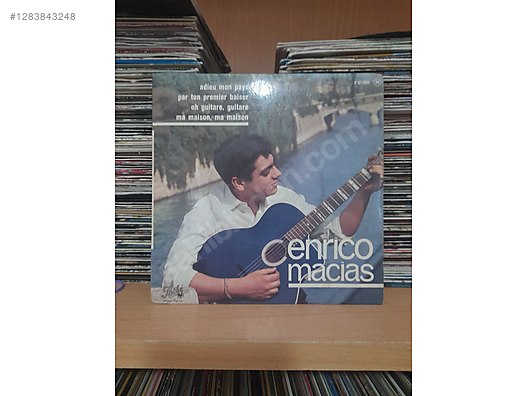 #1283843248
adieu mon pays
par ton premier baiser
oh guitare, guitare
ma maison, ma maison
enrico
macias